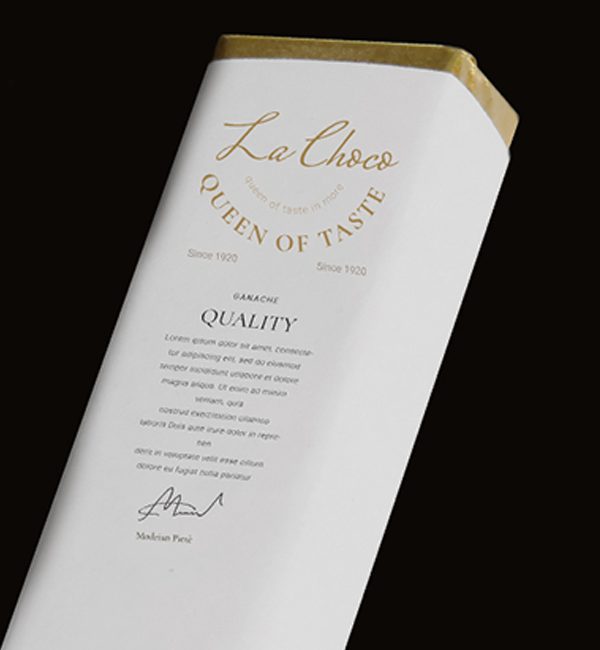 La Choco
queen of taste in more
QUEEN OF TASTE
Since 1920
Since 1920
GANACHE
QUALITY
Lorem ipsum dolor sit amet, consecte-
tur adipiscing elit, sed do eiusmod
tempor incididunt utlabore et dolore
magna aliqua. Ut enim ad minim
veniam, quis
nostrud exercitation ullamco
laboris Duis aute irure dolor in repre-
hen
derit in voluptate velit esse cillum
dolore eu fugiat nulla pariatur